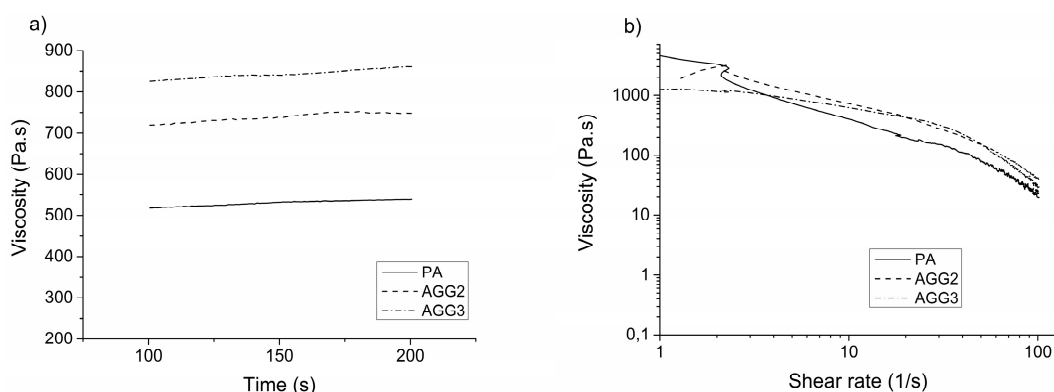 a)
900
800
700
600
500
400
300
200
100
150
200
Viscosity (Pa.s)
Time (s)
PA
AGG2
AGG3
b)
1000
100
10
1
0,1
1
10
100
Viscosity (Pa.s)
Shear rate (1/s)
PA
AGG2
AGG3